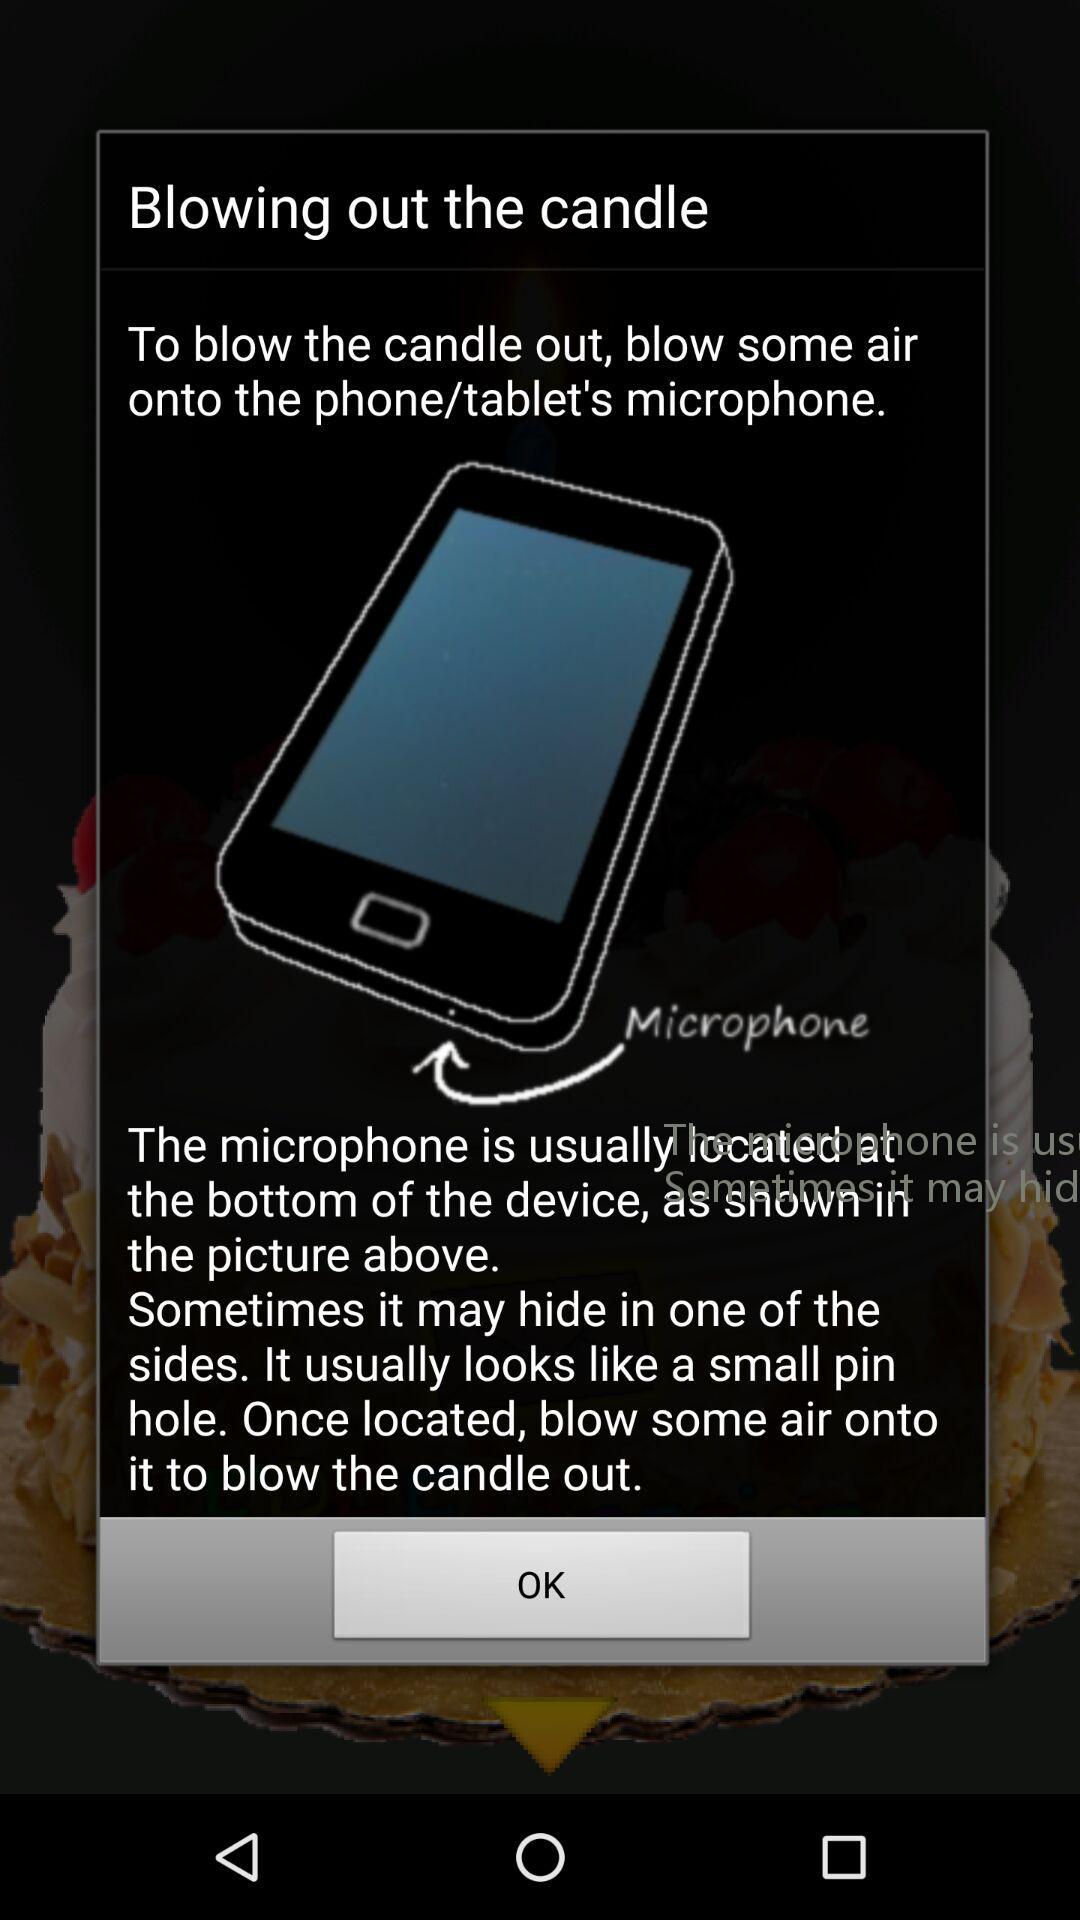 Blowing out the candle
To blow the candle out, blow some air
onto the phone/tablet's microphone.
Microphone
The microphone is usually located at
the bottom of the device, as shown in
the picture above.
Sometimes it may hide in one of the
sides. It usually looks like a small pin
hole. Once located, blow some air onto
it to blow the candle out.
The microphone is
Sometimes it may
OK